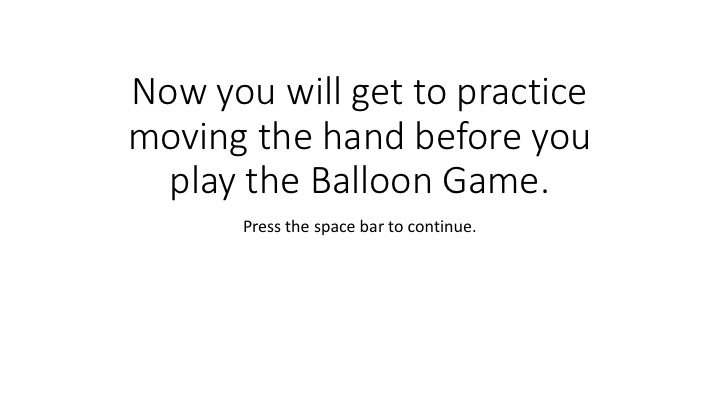 Now you will get to practice
moving the hand before you
play the Balloon Game.
Press the space bar to continue.